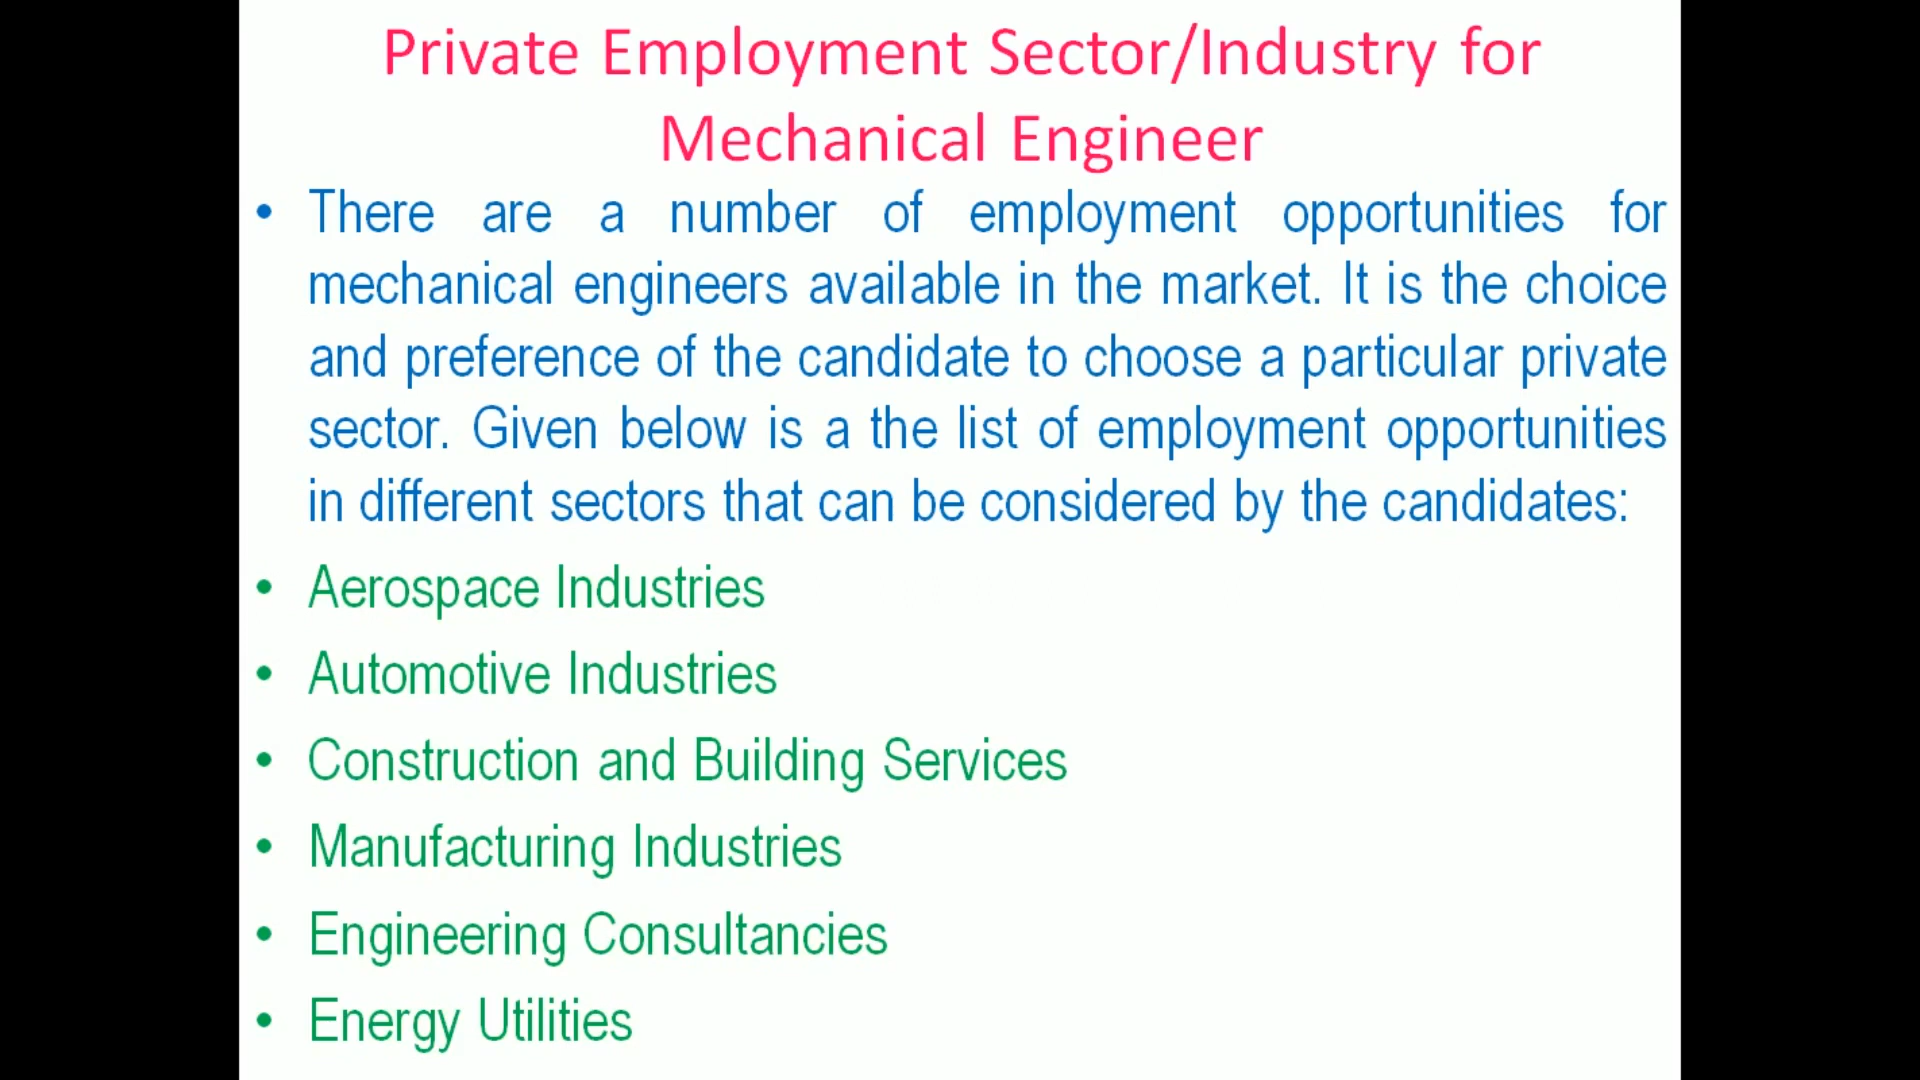 Private Employment Sector/Industry for
Mechanical Engineer
• There are a number of employment opportunities for
mechanical engineers available in the market. It is the choice
and preference of the candidate to choose a particular private
sector. Given below is a the list of employment opportunities
in different sectors that can be considered by the candidates:
• Aerospace Industries
• Automotive Industries
• Construction and Building Services
• Manufacturing Industries
• Engineering Consultancies
• Energy Utilities